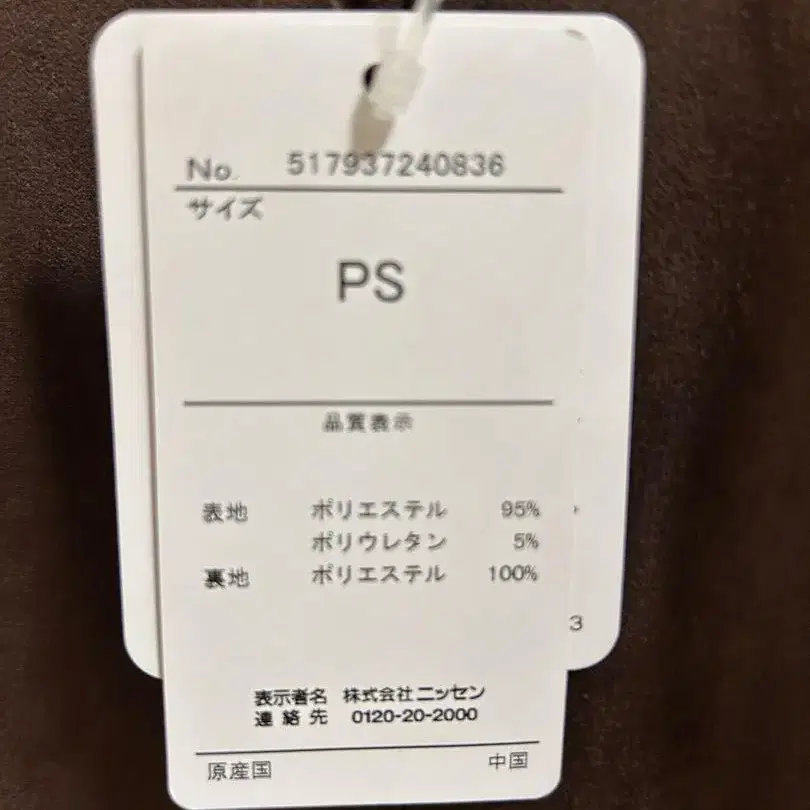 No. 517937240836
サイズ
PS
品質表示
表地 ポリエステル 95%
ポリウレタン 5%
裏地 ポリエステル 100%
3
表示者名 株式会社ニッセン
連絡先 0120-20-2000
原産国 中国